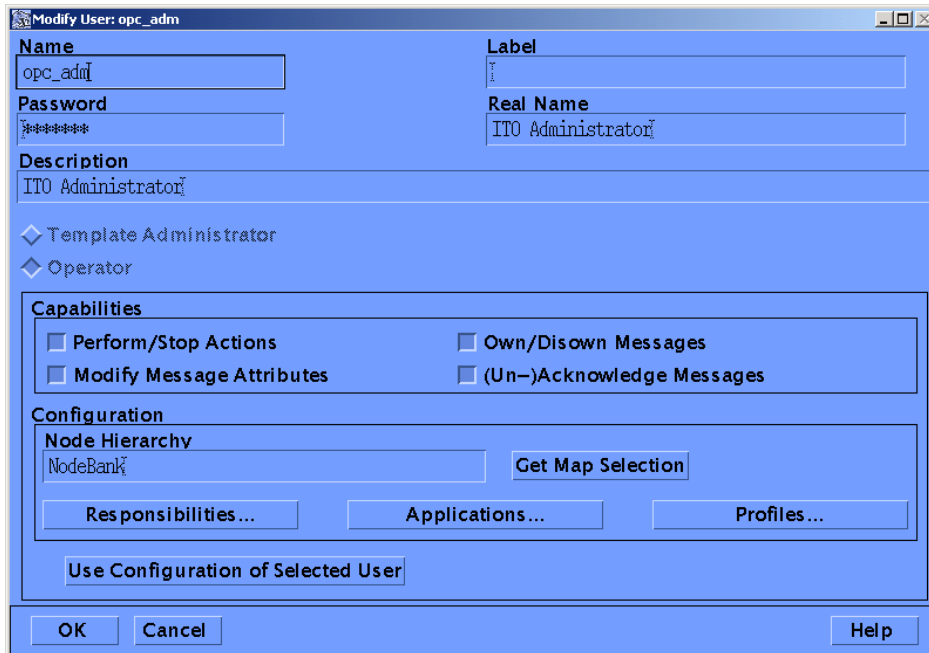 Modify User: opc_adm
Name
Label
opc_adm
Password
Real Name
*******
ITO Administrator
Description
ITO Administrator
Template Administrator
Operator
Capabilities
Perform/Stop Actions
Own/Disown Messages
Modify Message Attributes
(Un-)Acknowledge Messages
Configuration
Node Hierarchy
NodeBank
Get Map Selection
Responsibilities...
Applications...
Profiles...
Use Configuration of Selected User
OK
Cancel
Help